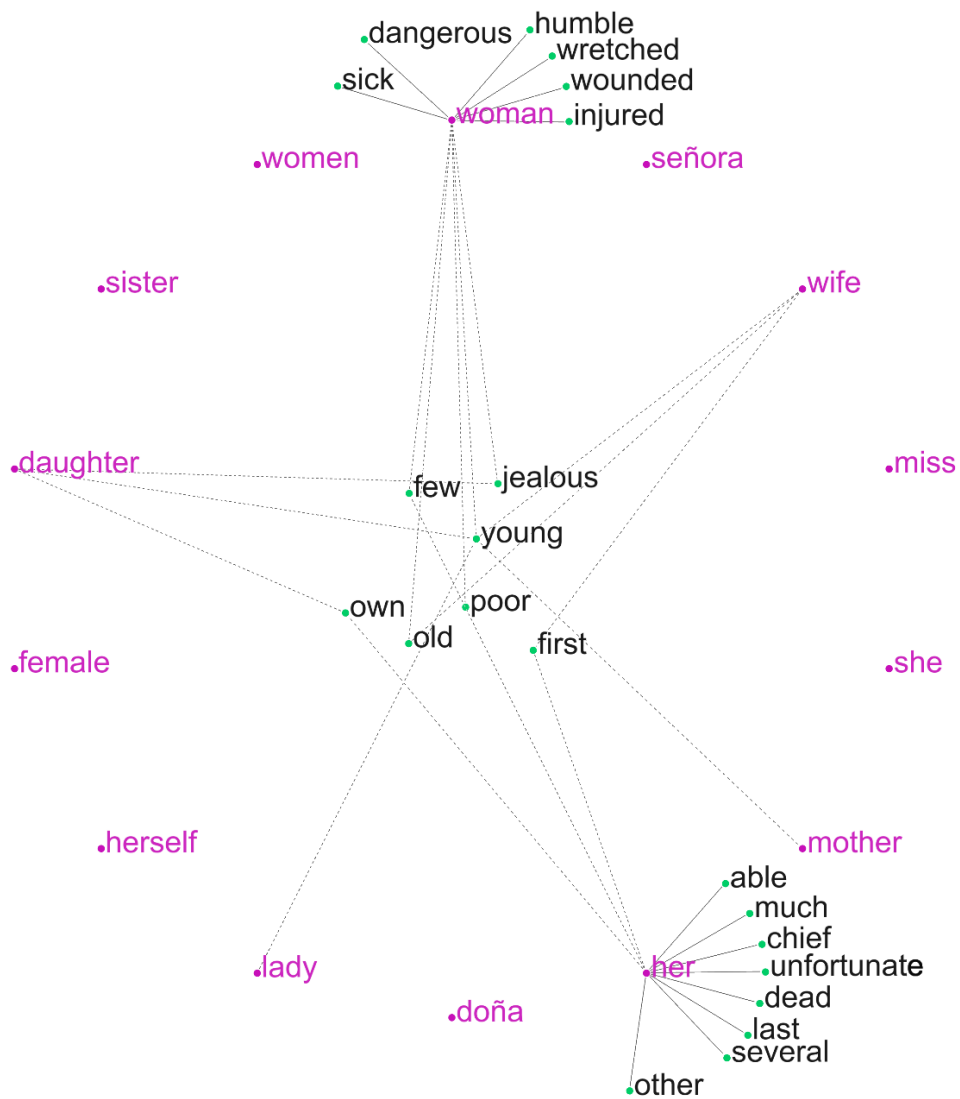 humble
dangerous
wretched
sick
wounded
woman
injured
women
señora
sister
wife
daughter
miss
jealous
few
young
own
poor
old
first
female
she
herself
mother
able
much
chief
lady
her
unfortunate
dead
doña
last
several
other